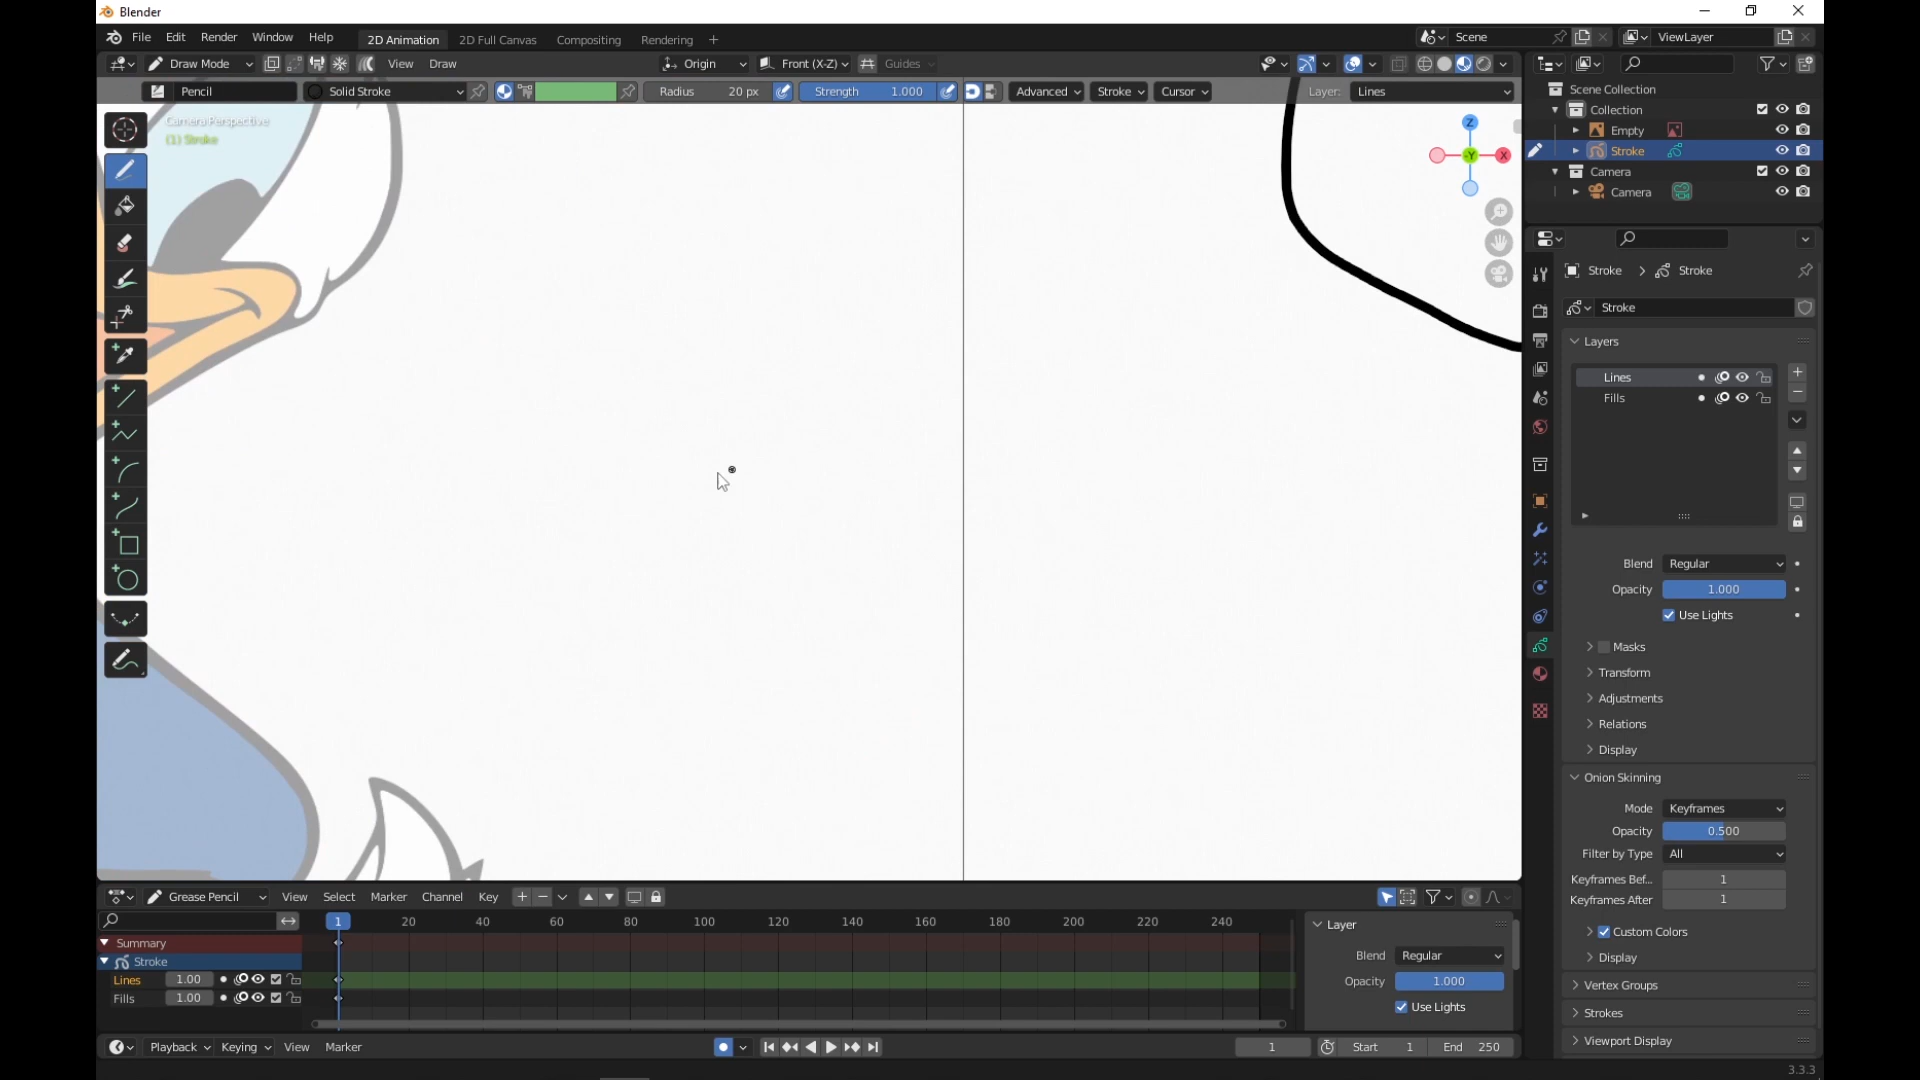 Blender
File Edit Render Window Help 2D Animation 2D Full Canvas Compositing Rendering + Scene ViewLayer
Draw Mode View Draw Origin Front (X-Z) Guides
Pencil Solid Stroke Radius 20 px Strength 1.000 Advanced Stroke Cursor Layer: Lines
Camera Perspective
(1) Stroke
Z
-Y X
Scene Collection
Collection
Empty
Stroke
Camera
Camera
Stroke > Stroke
Stroke
Layers
Lines
Fills
Blend Regular
Opacity 1.000
Use Lights
Masks
Transform
Adjustments
Relations
Display
Onion Skinning
Mode Keyframes
Opacity 0.500
Filter by Type All
Keyframes Bef... 1
Keyframes After 1
Custom Colors
Display
Vertex Groups
Strokes
Viewport Display
Grease Pencil View Select Marker Channel Key
1 20 40 60 80 100 120 140 160 180 200 220 240
Summary
Stroke
Lines 1.00
Fills 1.00
Layer
Blend Regular
Opacity 1.000
Use Lights
Playback Keying View Marker 1 Start 1 End 250
3.3.3